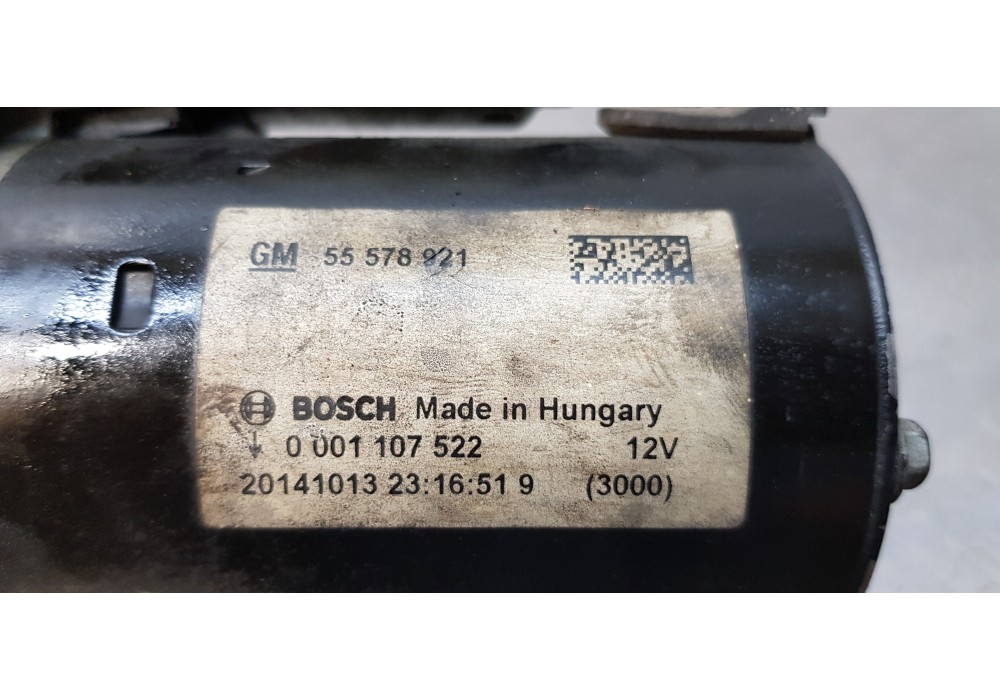 GM 55 578 921
BOSCH Made in Hungary
0 001 107 522 12V
20141013 23:16:51 9 (3000)